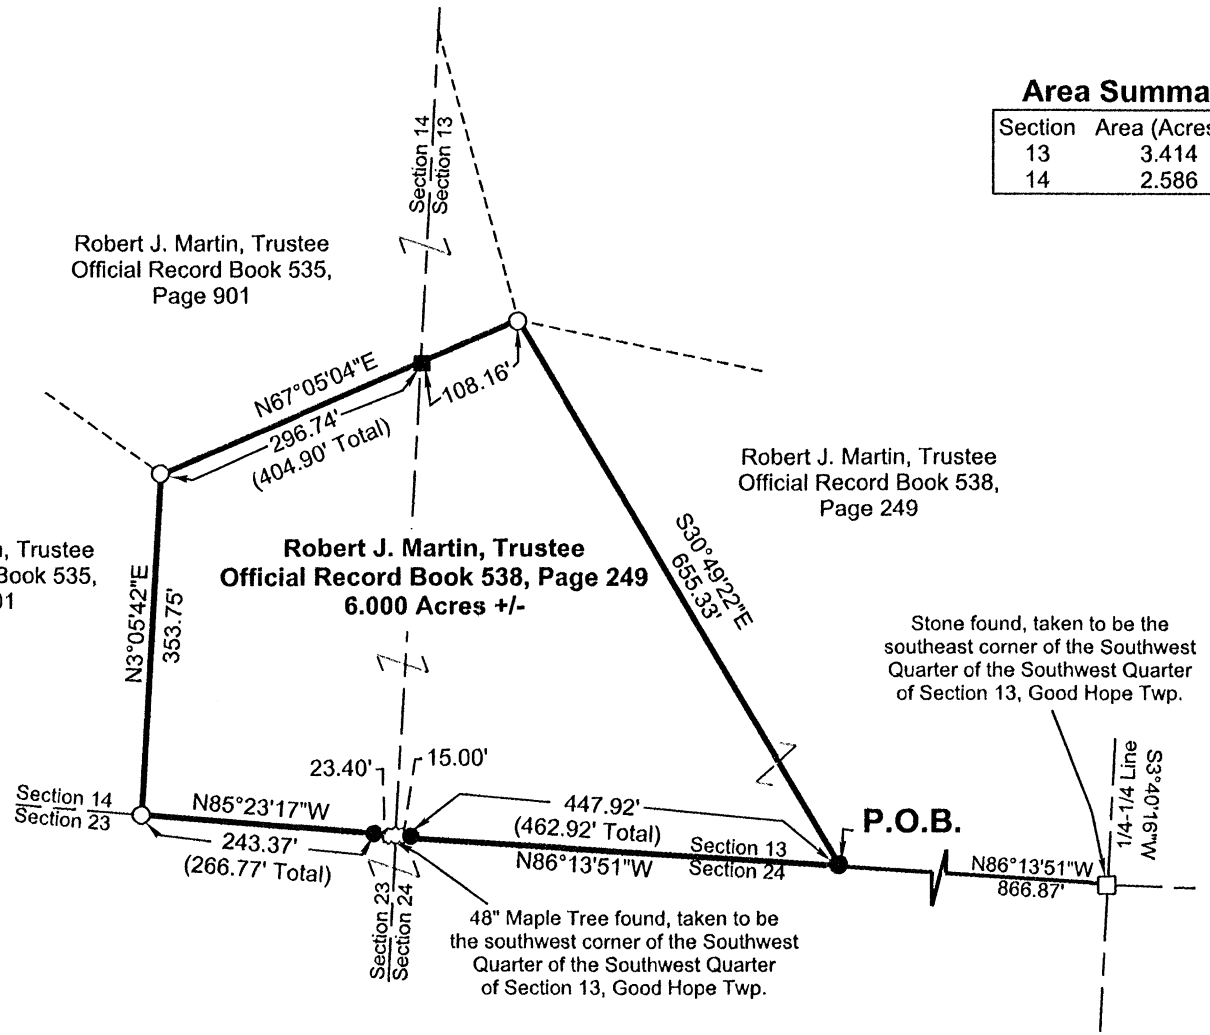 Area Summa
Section Area (Acres
13 3.414
14 2.586
Section 14
Section 13
Robert J. Martin, Trustee
Official Record Book 535,
Page 901
N67°05'04"E
296.74'
(404.90' Total)
108.16'
Robert J. Martin, Trustee
Official Record Book 538,
Page 249
, Trustee
Book 535,
01
Robert J. Martin, Trustee
Official Record Book 538, Page 249
6.000 Acres +/-
N3°05'42"E
353.75'
S30°49'22"E
655.33'
Stone found, taken to be the
southeast corner of the Southwest
Quarter of the Southwest Quarter
of Section 13, Good Hope Twp.
1/4-1/4 Line
S3°40'16"W
23.40'
15.00'
Section 14
Section 23
N85°23'17"W
243.37'
(266.77' Total)
447.92'
(462.92' Total)
N86°13'51"W
Section 13
Section 24
P.O.B.
N86°13'51"W
866.87'
Section 23
Section 24
48" Maple Tree found, taken to be
the southwest corner of the Southwest
Quarter of the Southwest Quarter
of Section 13, Good Hope Twp.